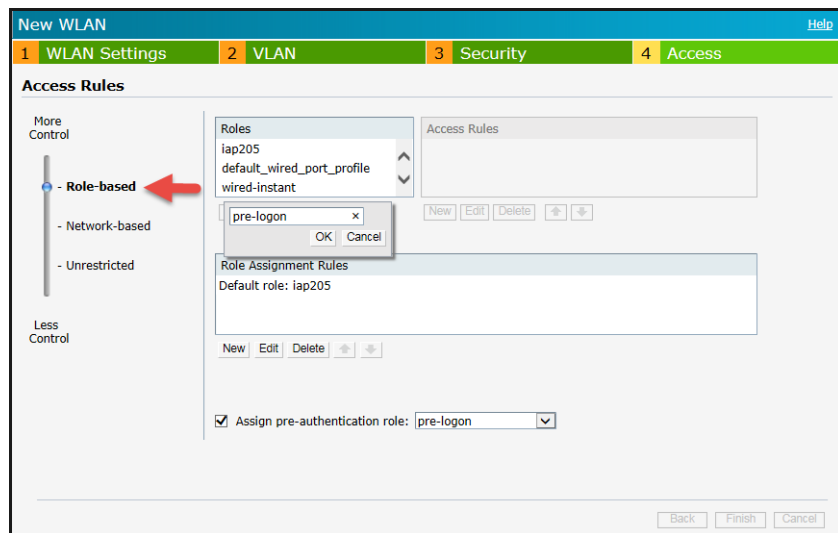 New WLAN
Help
1 WLAN Settings
2 VLAN
3 Security
4 Access
Access Rules
More
Control
- Role-based
- Network-based
- Unrestricted
Less
Control
Roles
iap205
default_wired_port_profile
wired-instant
Access Rules
New Edit Delete
pre-logon ×
OK Cancel
Role Assignment Rules
Default role: iap205
New Edit Delete
Assign pre-authentication role: pre-logon
Back Finish Cancel